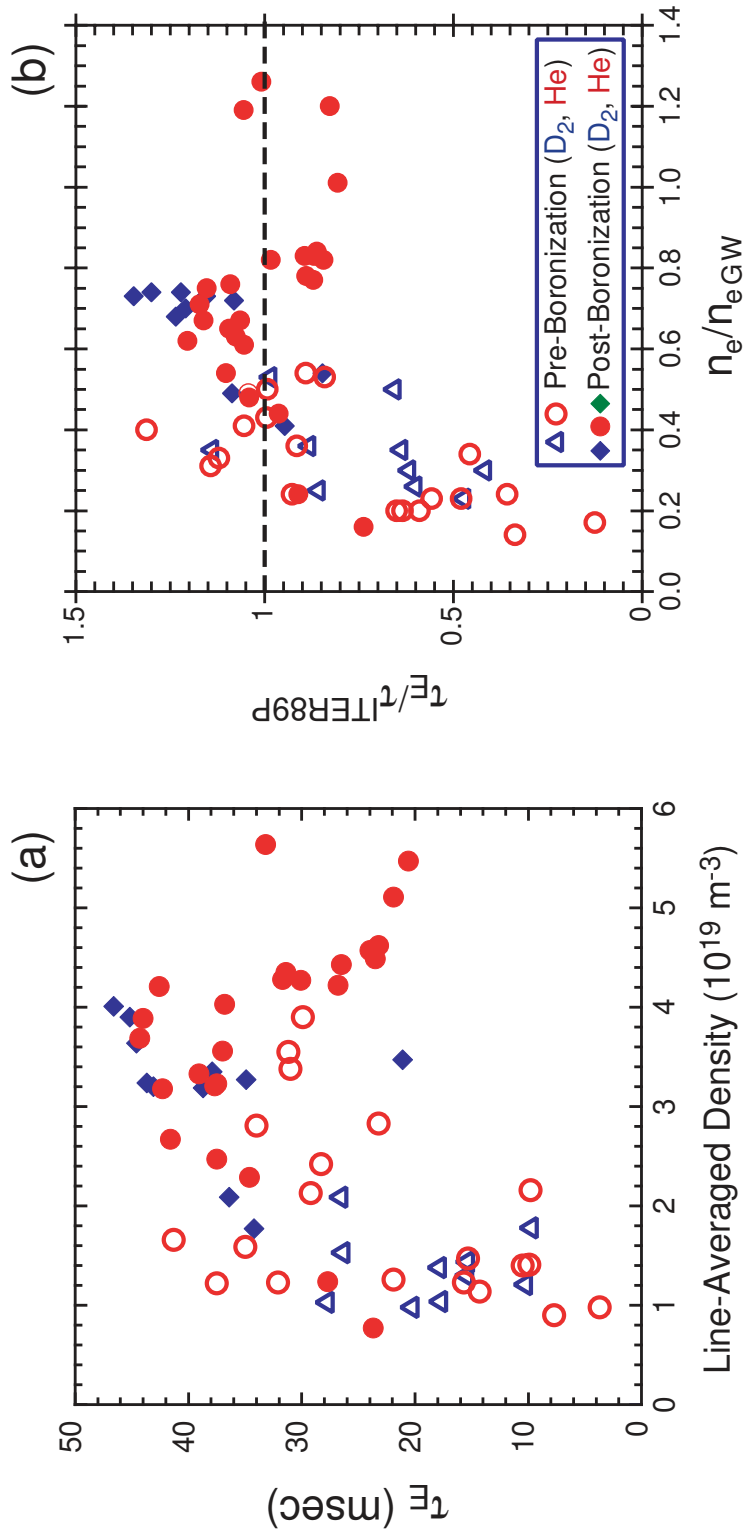 (a)
50
40
30
20
10
0
τE (msec)
0 1 2 3 4 5 6
Line-Averaged Density (10^19 m^-3)
(b)
1.5
1
0.5
0
τE/τITER89P
0.0 0.2 0.4 0.6 0.8 1.0 1.2 1.4
ne/neGW
Pre-Boronization (D2, He)
Post-Boronization (D2, He)